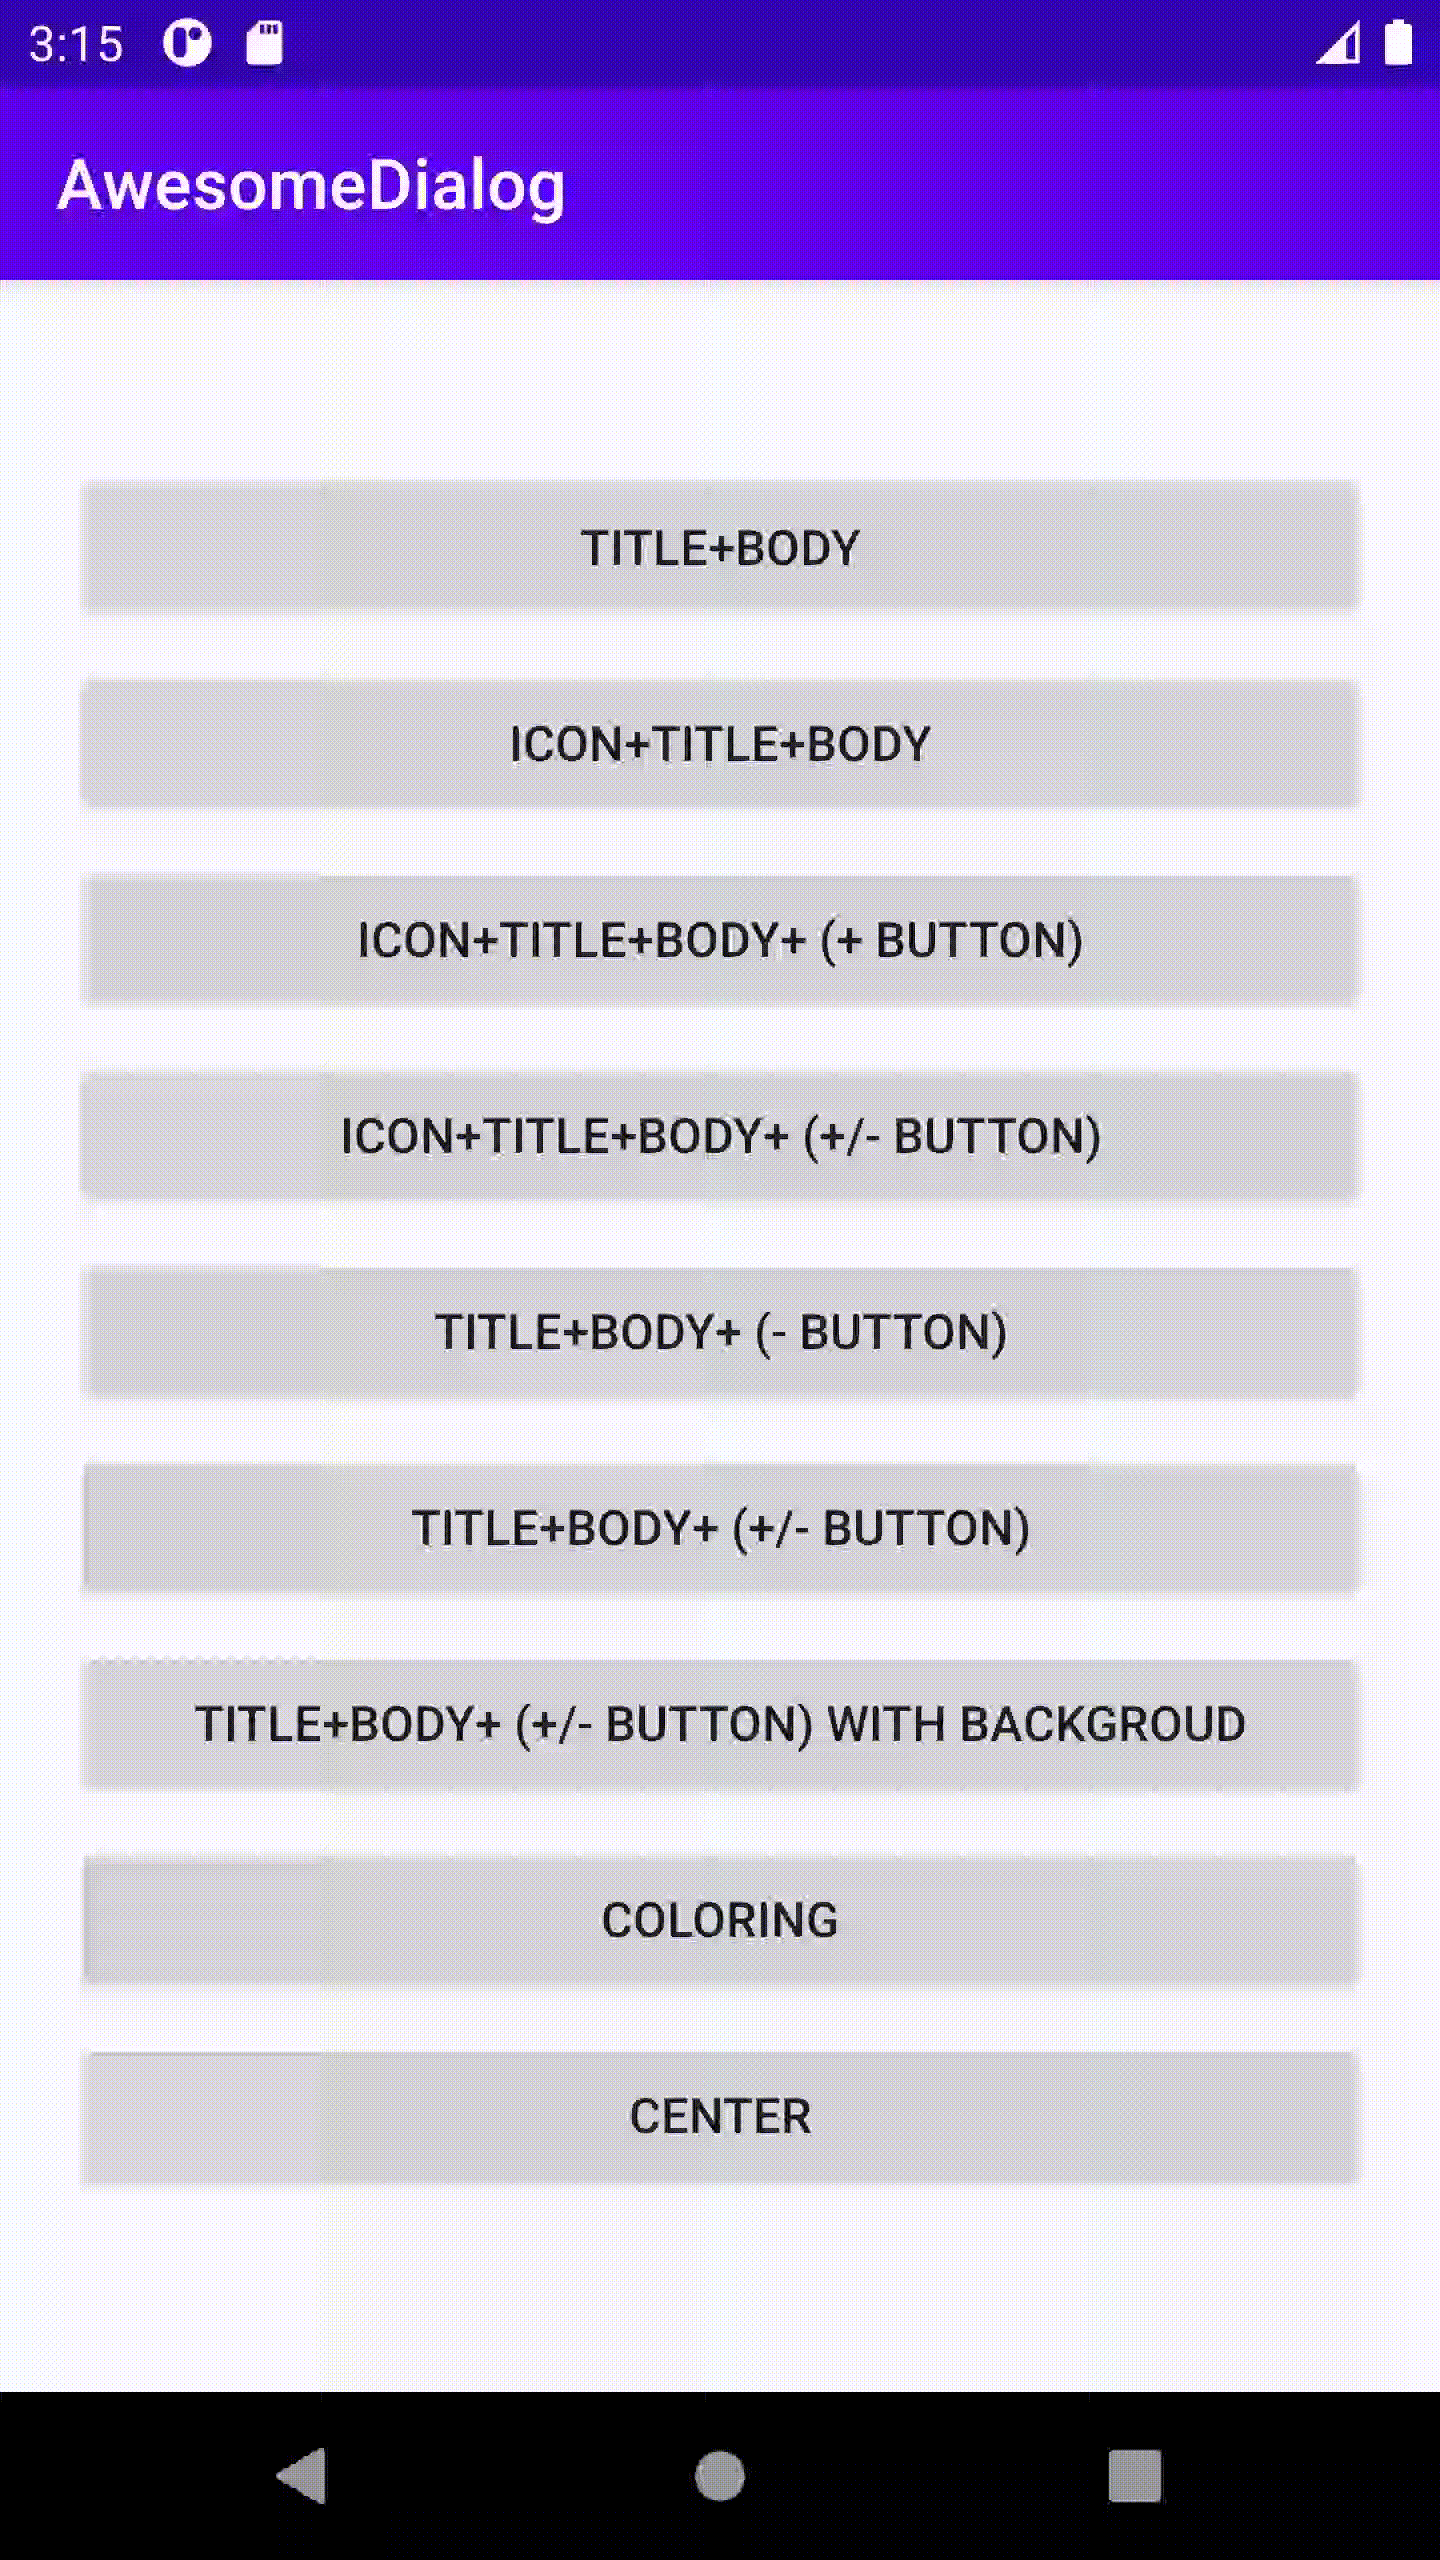 3:15
AwesomeDialog
TITLE+BODY
ICON+TITLE+BODY
ICON+TITLE+BODY+ (+ BUTTON)
ICON+TITLE+BODY+ (+/- BUTTON)
TITLE+BODY+ (- BUTTON)
TITLE+BODY+ (+/- BUTTON)
TITLE+BODY+ (+/- BUTTON) WITH BACKGROUD
COLORING
CENTER